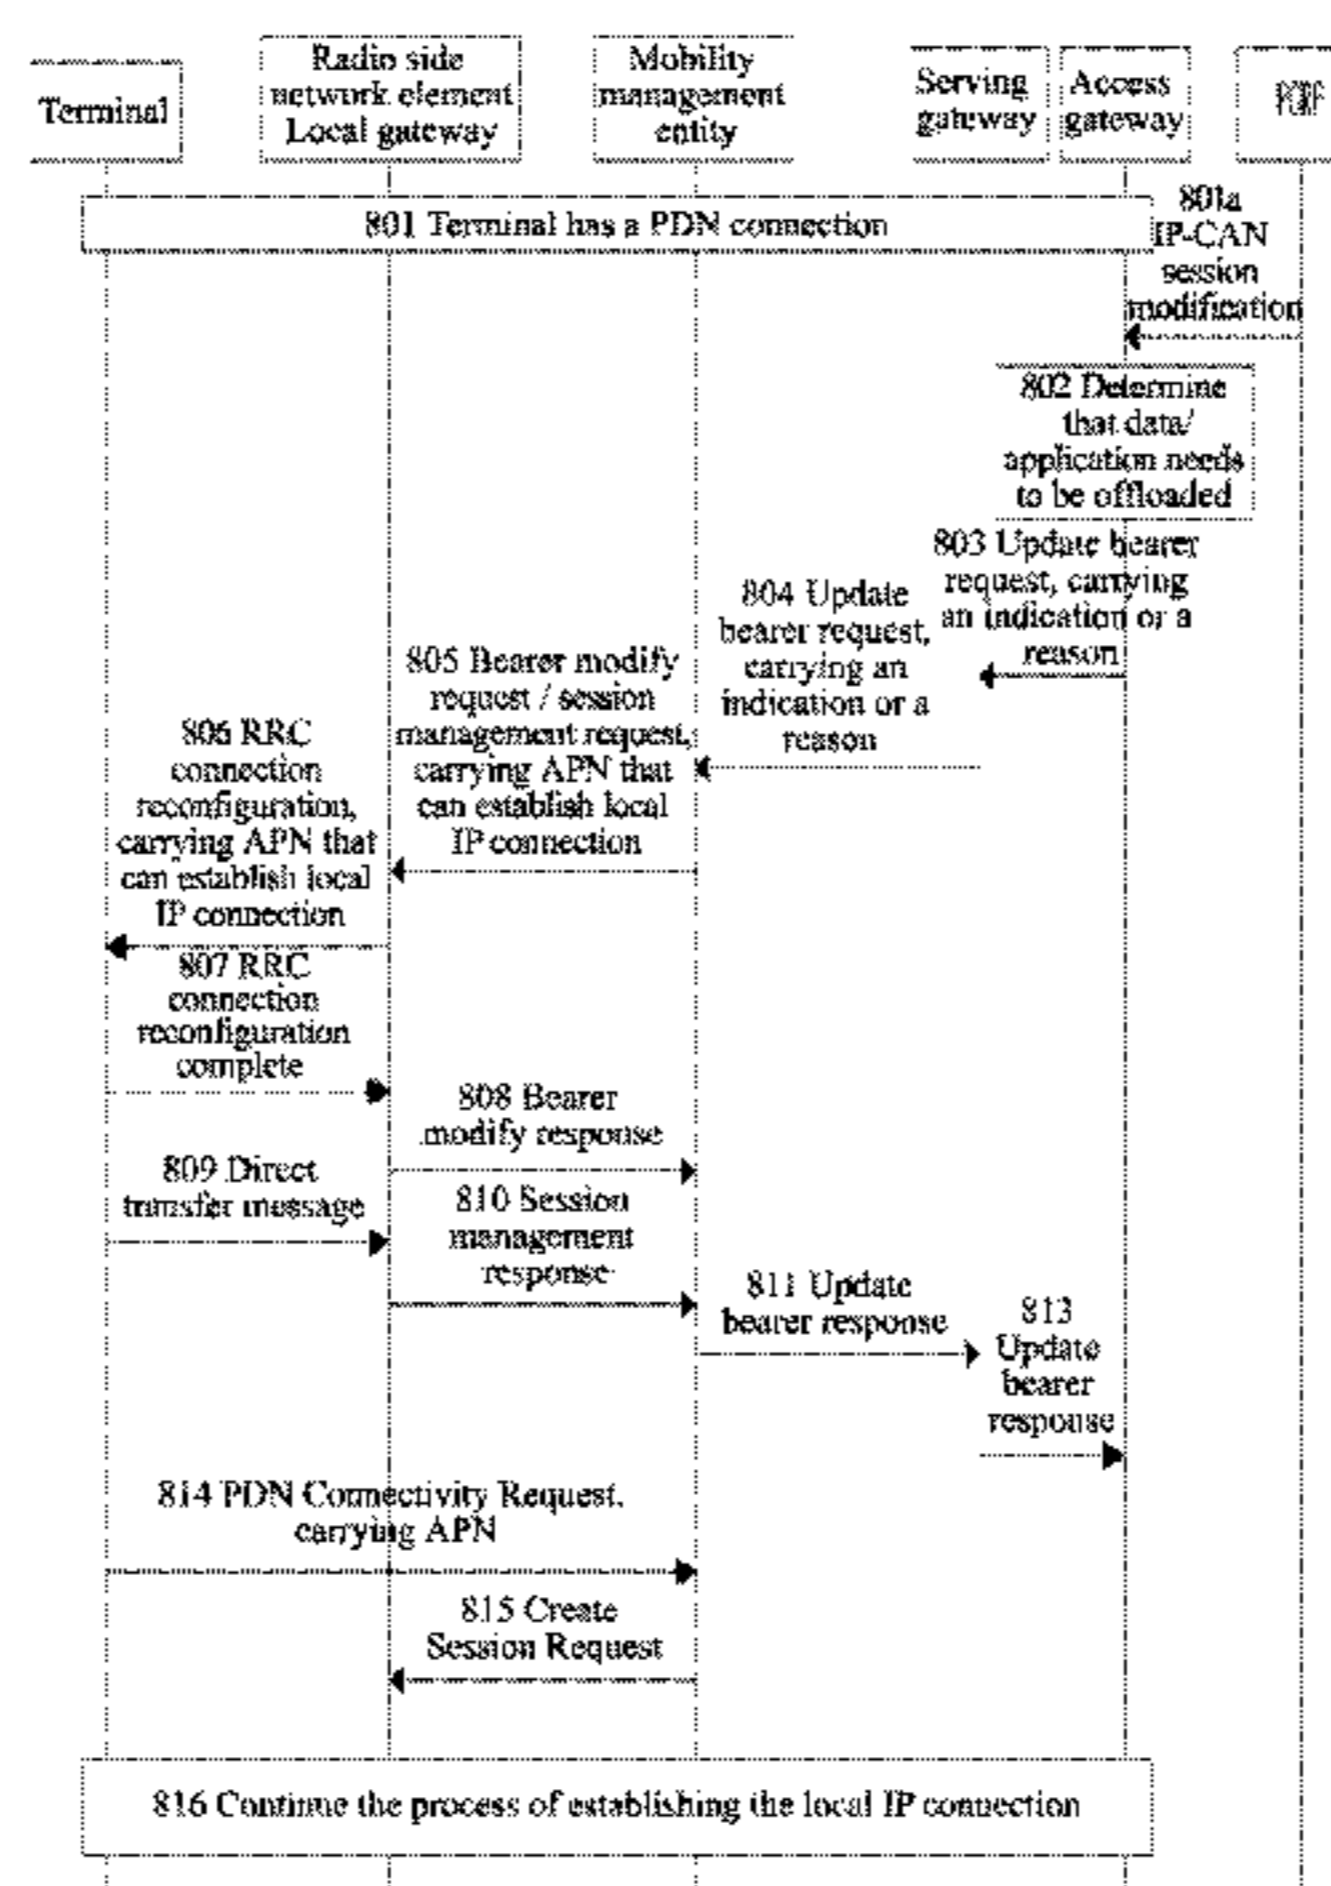 Terminal
Radio side
network element
Local gateway
Mobility
management
entity
Serving
gateway
Access
gateway
801 Terminal has a PDN connection
801a
IP-CAN
session
modification
802 Determine
that data/
application needs
to be offloaded
803 Update bearer
request, carrying
an indication or a
reason
804 Update
bearer request,
carrying an
indication or a
reason
805 Bearer modify
request / session
management request,
carrying APN that
can establish local
IP connection
806 RRC
connection
reconfiguration,
carrying APN that
can establish local
IP connection
807 RRC
connection
reconfiguration
complete
808 Bearer
modify response
809 Direct
transfer message
810 Session
management
response
811 Update
bearer response
813
Update
bearer
response
814 PDN Connectivity Request,
carrying APN
815 Create
Session Request
816 Continue the process of establishing the local IP connection